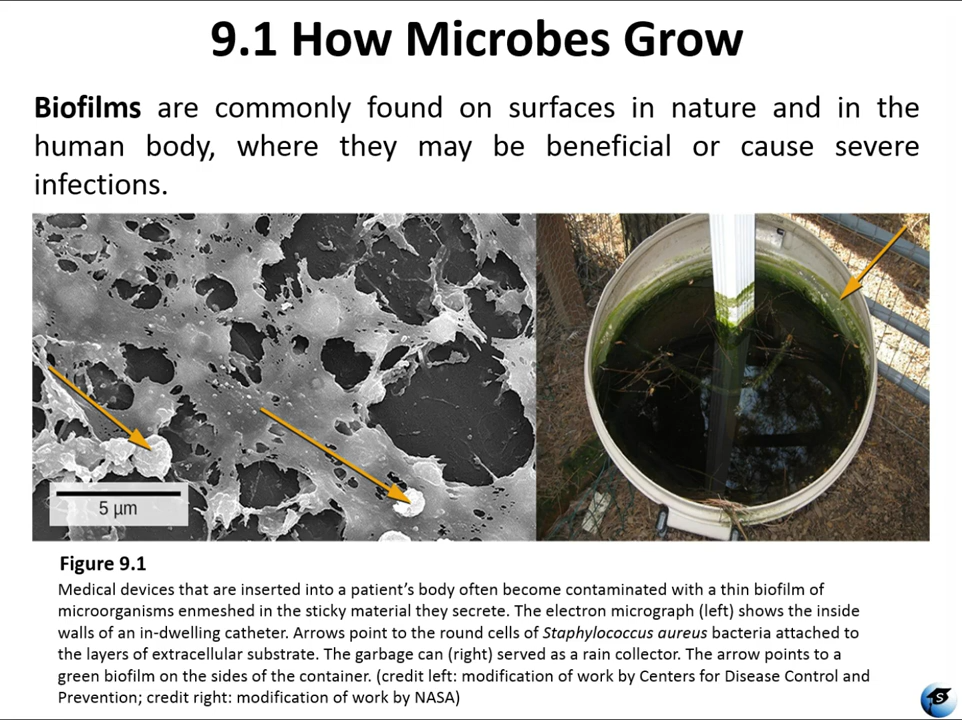 9.1 How Microbes Grow
Biofilms are commonly found on surfaces in nature and in the
human body, where they may be beneficial or cause severe
infections.
5 µm
Figure 9.1
Medical devices that are inserted into a patient’s body often become contaminated with a thin biofilm of
microorganisms enmeshed in the sticky material they secrete. The electron micrograph (left) shows the inside
walls of an in-dwelling catheter. Arrows point to the round cells of Staphylococcus aureus bacteria attached to
the layers of extracellular substrate. The garbage can (right) served as a rain collector. The arrow points to a
green biofilm on the sides of the container. (credit left: modification of work by Centers for Disease Control and
Prevention; credit right: modification of work by NASA)
S